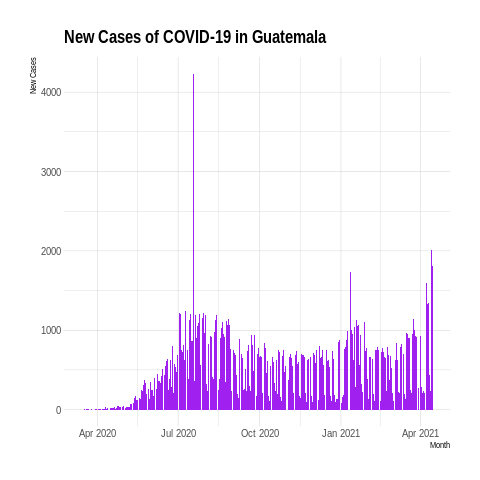 New Cases of COVID-19 in Guatemala
New Cases
4000
3000
2000
1000
0
Apr 2020 Jul 2020 Oct 2020 Jan 2021 Apr 2021
Month